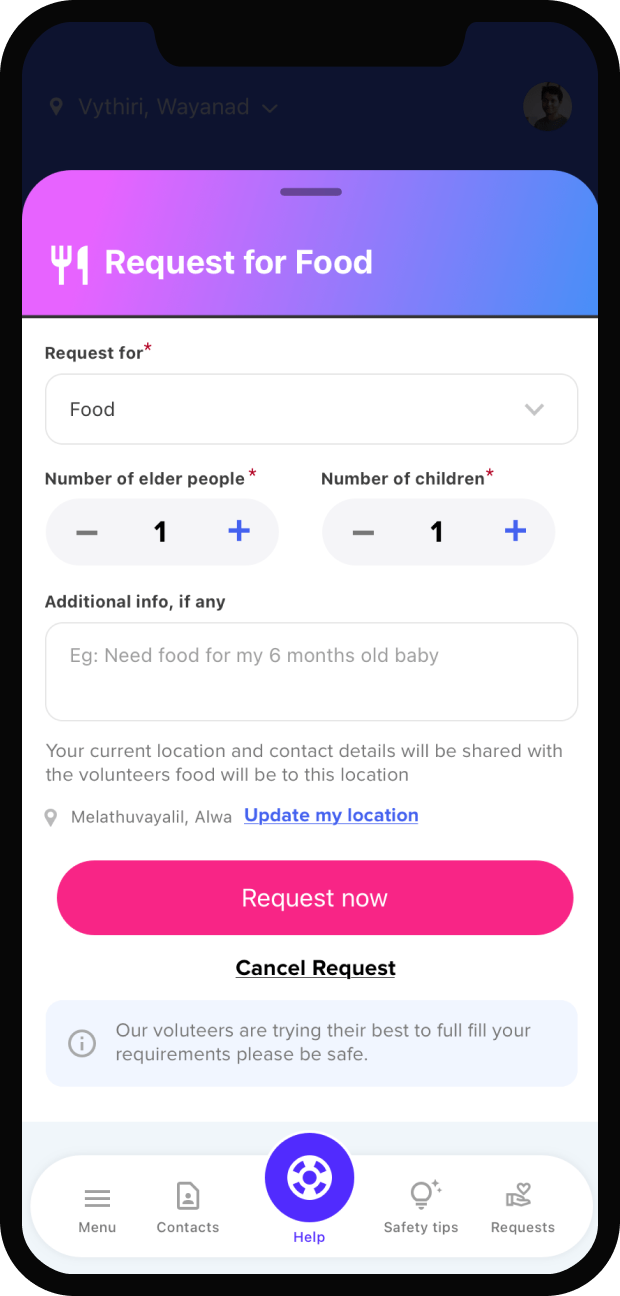 Vythiri, Wayanad
Request for Food
Request for*
Food
Number of elder people *
Number of children*
1
1
Additional info, if any
Eg: Need food for my 6 months old baby
Your current location and contact details will be shared with
the volunteers food will be to this location
Melathuvayalil, Alwa Update my location
Request now
Cancel Request
Our voluteers are trying their best to full fill your
requirements please be safe.
Menu
Contacts
Help
Safety tips
Requests